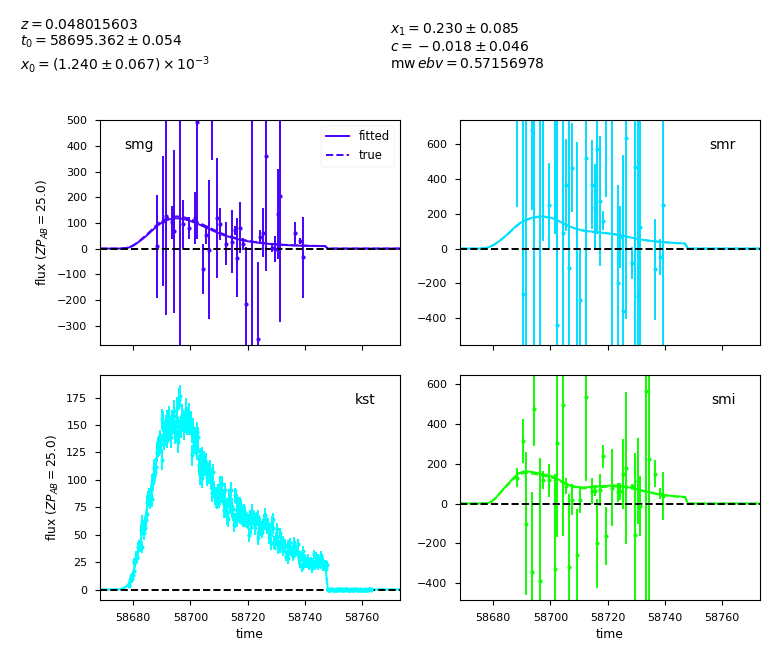 z = 0.048015603
t₀ = 58695.362 ± 0.054
x₀ = (1.240 ± 0.067) × 10⁻³
x₁ = 0.230 ± 0.085
c = −0.018 ± 0.046
mw ebv = 0.57156978
500
400
300
200
100
0
−100
−200
−300
flux (ZP_AB = 25.0)
smg
fitted
true
600
400
200
0
−200
−400
smr
175
150
125
100
75
50
25
0
flux (ZP_AB = 25.0)
kst
58680 58700 58720 58740 58760
time
600
400
200
0
−200
−400
smi
58680 58700 58720 58740 58760
time